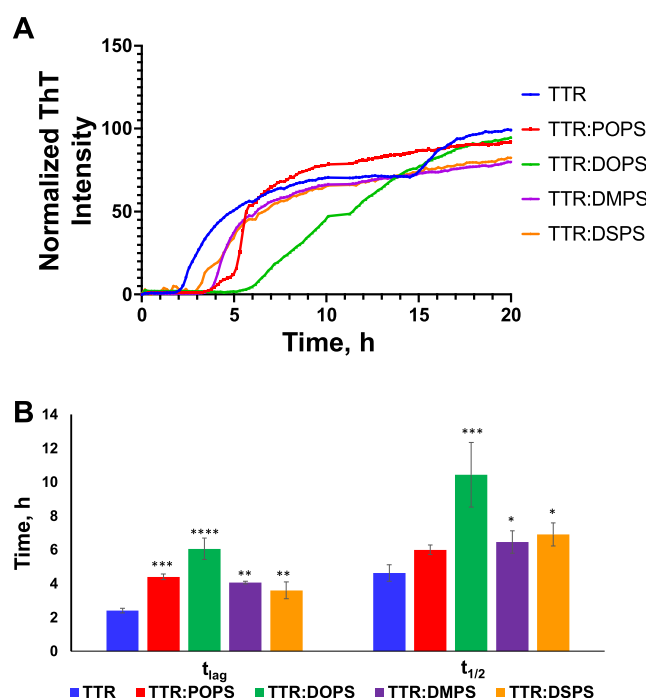 A
Normalized ThT
Intensity
150
100
50
0
0 5 10 15 20
Time, h
TTR
TTR:POPS
TTR:DOPS
TTR:DMPS
TTR:DSPS
B
Time, h
14
12
10
8
6
4
2
0
***
****
**
**
***
*
*
tlag
t1/2
TTR TTR:POPS TTR:DOPS TTR:DMPS TTR:DSPS